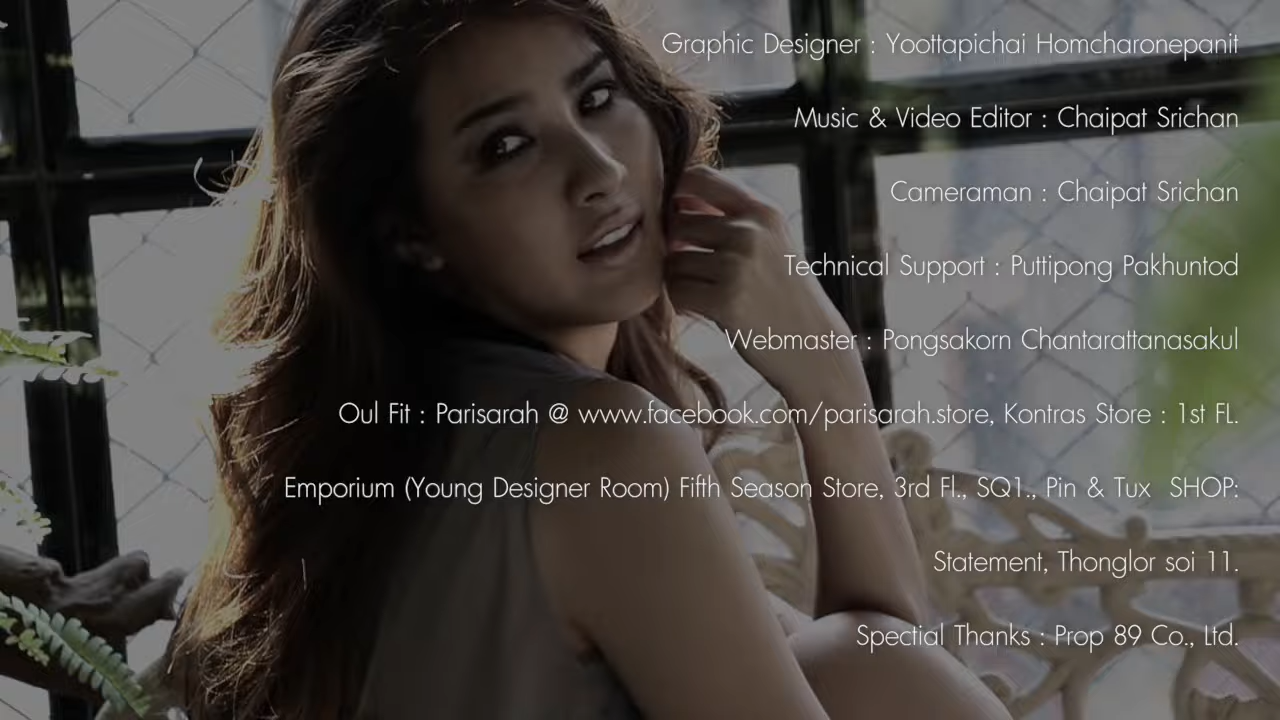 Graphic Designer : Yoottapichai Homcharonepanit
Music & Video Editor : Chaipat Srichan
Cameraman : Chaipat Srichan
Technical Support : Puttipong Pakhuntod
Webmaster : Pongsakorn Chantarattanasakul
Oul Fit : Parisarah @ www.facebook.com/parisarah.store, Kontras Store : 1st FL.
Emporium (Young Designer Room) Fifth Season Store, 3rd Fl., SQ1., Pin & Tux SHOP:
Statement, Thonglor soi 11.
Spectial Thanks : Prop 89 Co., Ltd.